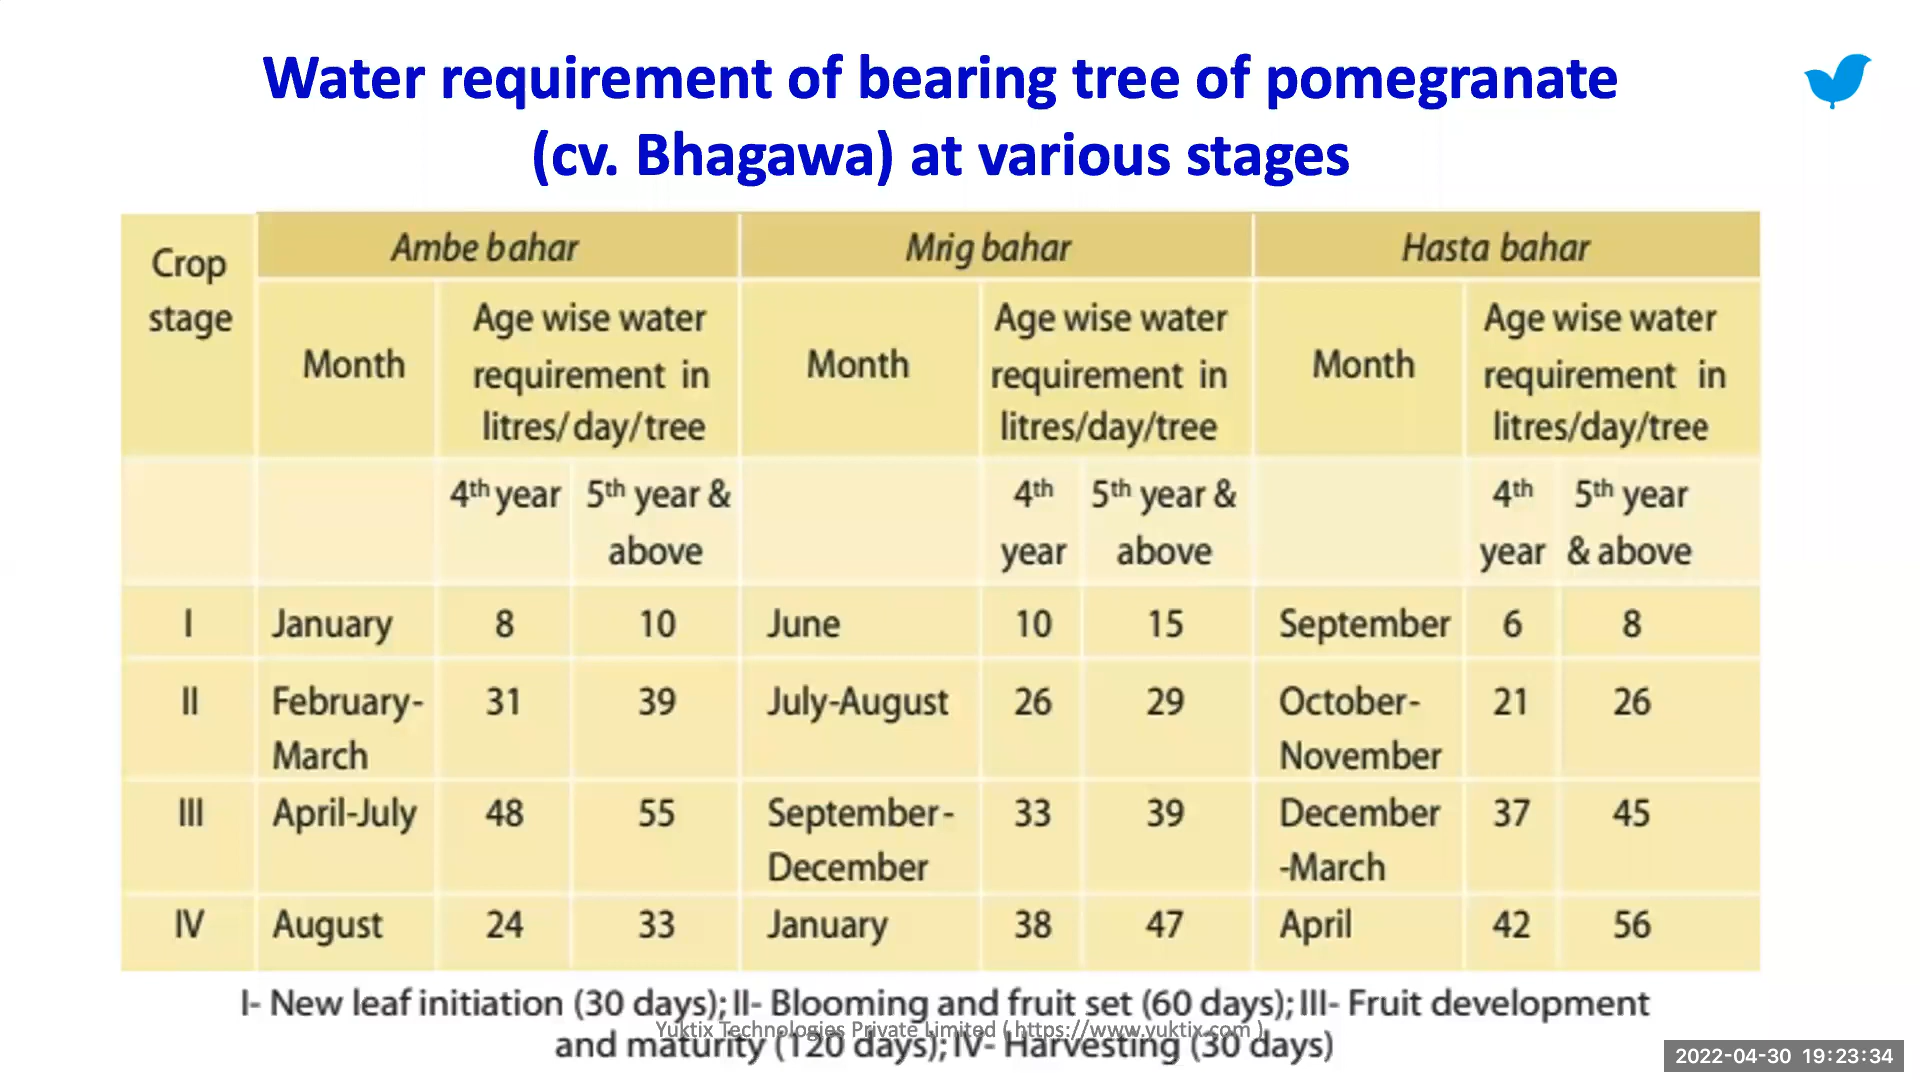 Water requirement of bearing tree of pomegranate
(cv. Bhagawa) at various stages
Crop stage | Ambe bahar | Mrig bahar | Hasta bahar
Month | Age wise water requirement in litres/day/tree | Month | Age wise water requirement in litres/day/tree | Month | Age wise water requirement in litres/day/tree
4th year | 5th year & above | 4th year | 5th year & above | 4th year | 5th year & above
I | January | 8 | 10 | June | 10 | 15 | September | 6 | 8
II | February-March | 31 | 39 | July-August | 26 | 29 | October-November | 21 | 26
III | April-July | 48 | 55 | September-December | 33 | 39 | December-March | 37 | 45
IV | August | 24 | 33 | January | 38 | 47 | April | 42 | 56
I- New leaf initiation (30 days); II- Blooming and fruit set (60 days); III- Fruit development
Yuktix Technologies Private Limited ( https://www.yuktix.com )
and maturity (120 days); IV- Harvesting (30 days)
2022-04-30 19:23:34